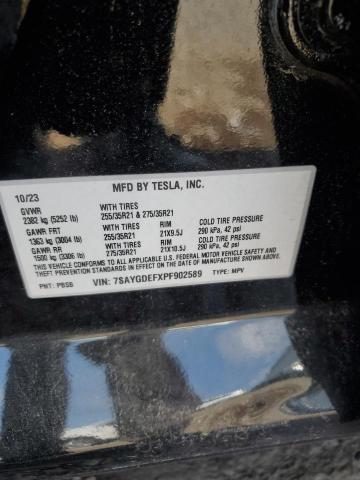 MFD BY TESLA, INC.
10/23
GVWR WITH TIRES
2382 kg (5252 lb) 255/35R21 & 275/35R21
GAWR FRT WITH TIRES RIM COLD TIRE PRESSURE
1363 kg (3004 lb) 255/35R21 21X9.5J 290 kPa, 42 psi
GAWR RR WITH TIRES RIM COLD TIRE PRESSURE
1500 kg (3306 lb) 275/35R21 21X10.5J 290 kPa, 42 psi
THIS VEHICLE CONFORMS TO ALL APPLICABLE U.S. FEDERAL MOTOR VEHICLE SAFETY AND
THEFT PREVENTION STANDARDS IN EFFECT ON THE DATE OF MANUFACTURE SHOWN ABOVE.
PNT: PBSB VIN: 7SAYGDEFXPF902589 TYPE: MPV